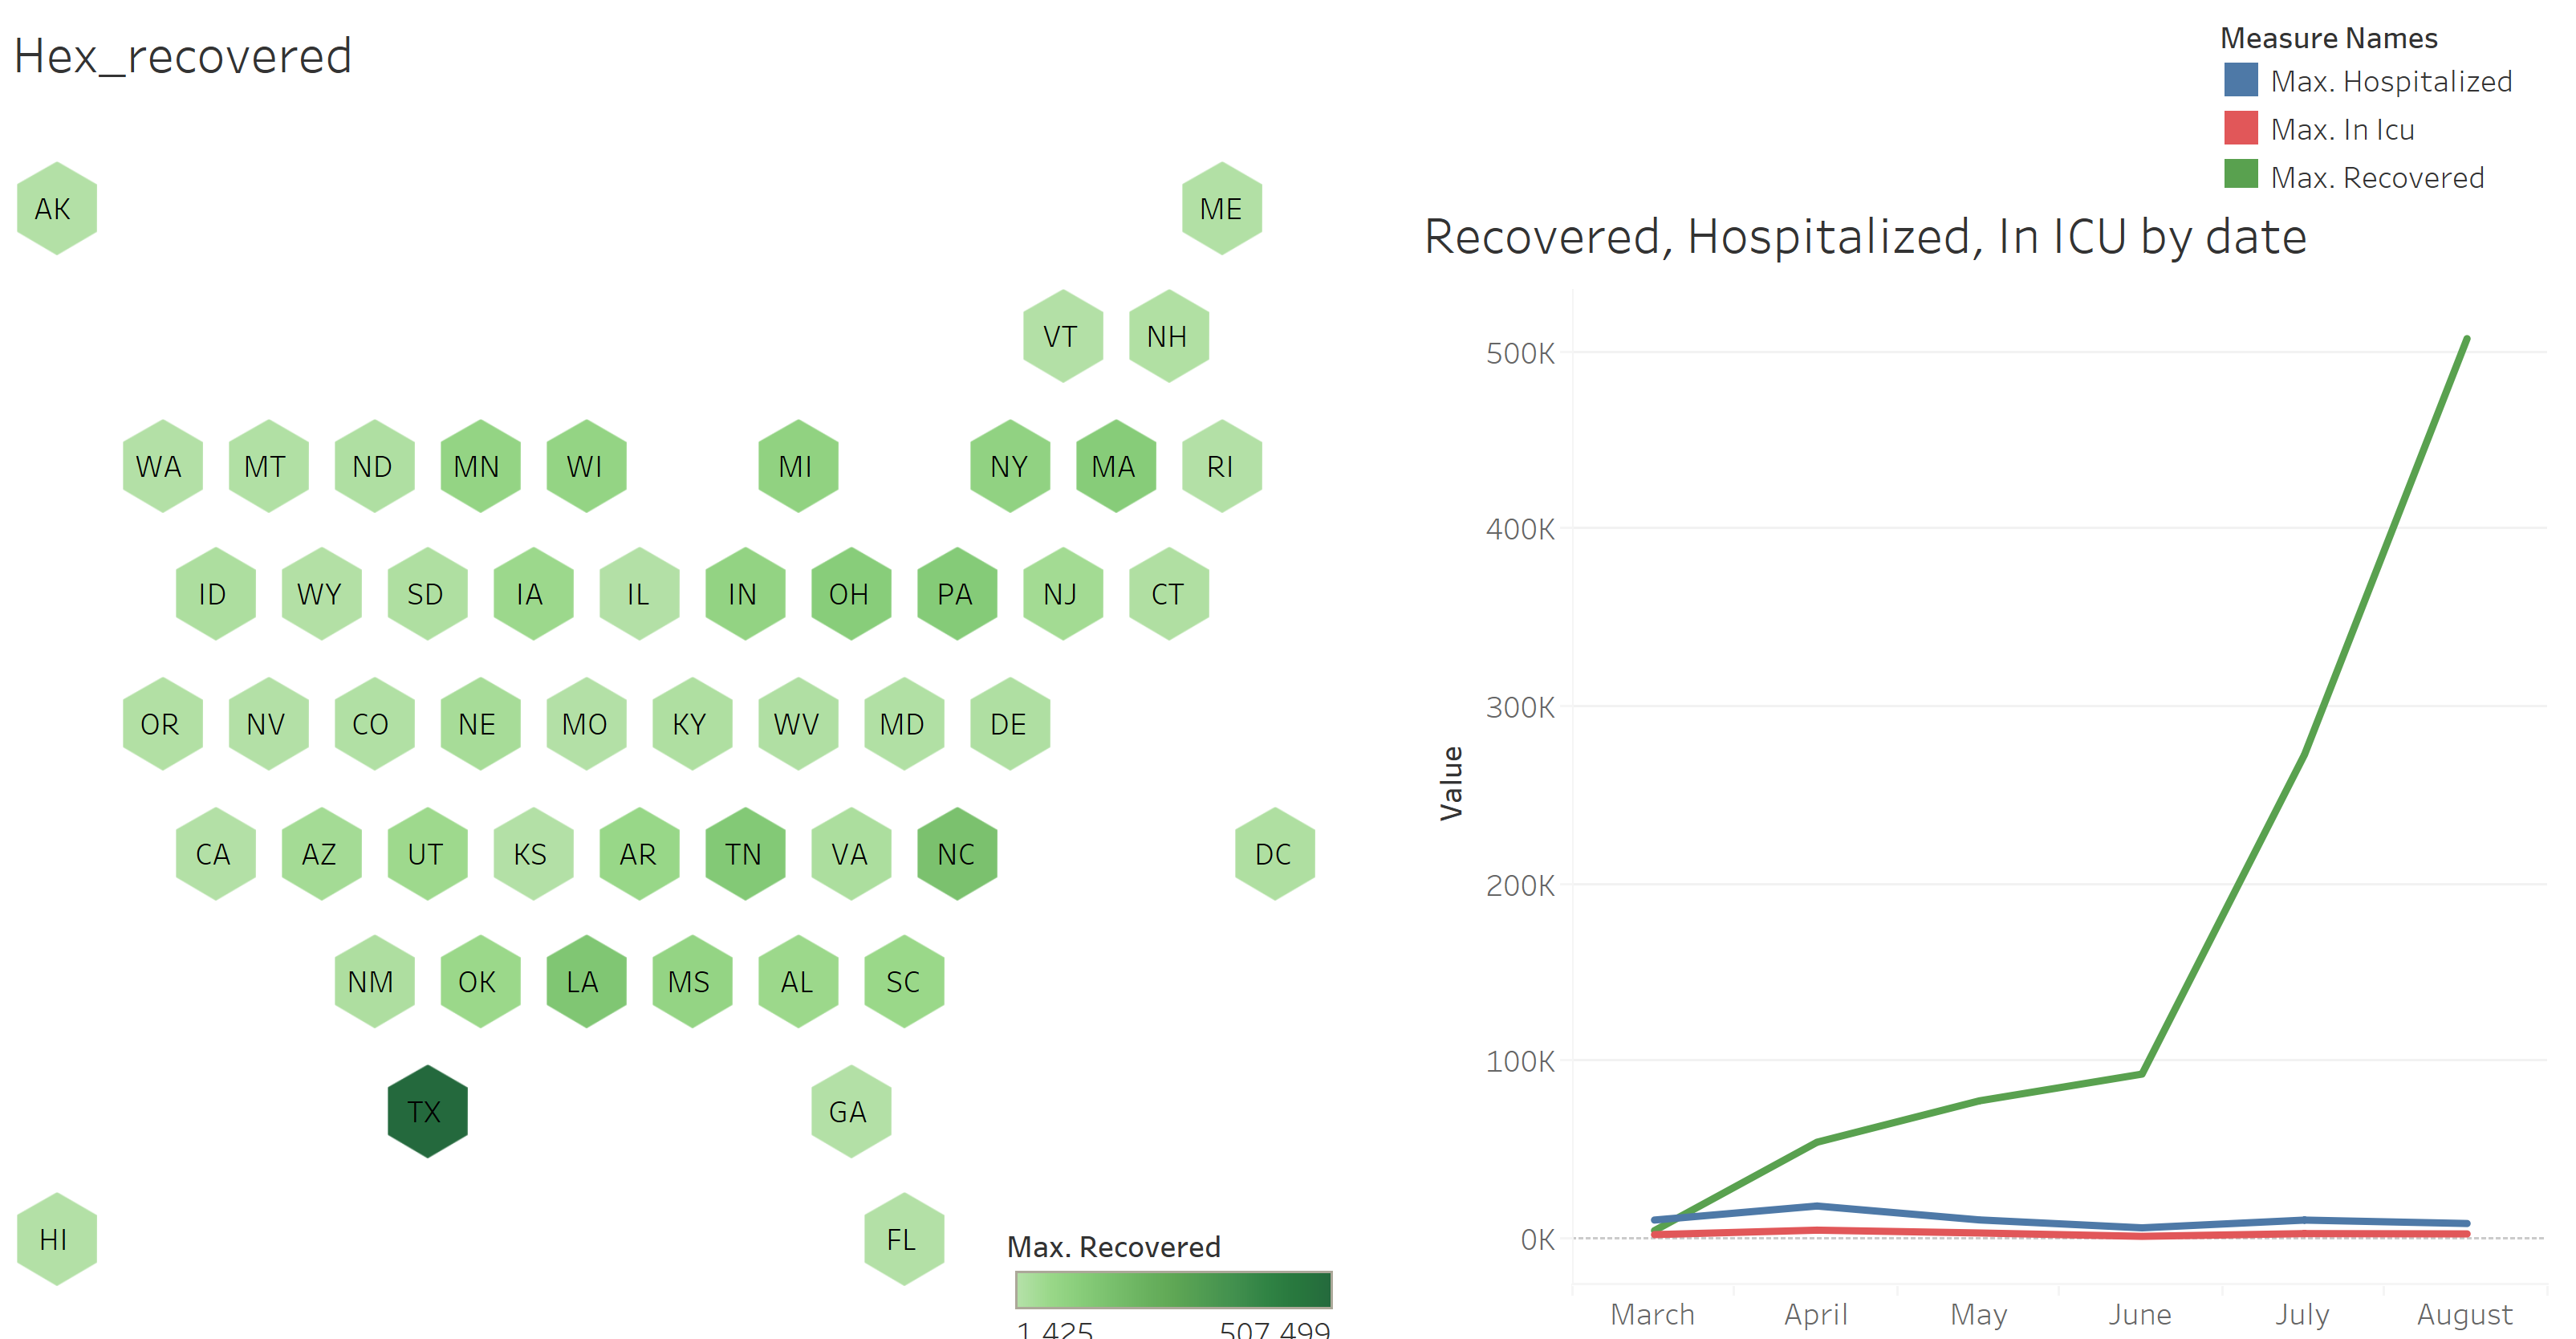 Hex_recovered
AK
ME
VT NH
WA MT ND MN WI MI NY MA RI
ID WY SD IA IL IN OH PA NJ CT
OR NV CO NE MO KY WV MD DE
CA AZ UT KS AR TN VA NC DC
NM OK LA MS AL SC
TX GA
HI FL
Max. Recovered
1,425 507,499
Measure Names
Max. Hospitalized
Max. In Icu
Max. Recovered
Recovered, Hospitalized, In ICU by date
500K
400K
300K
200K
100K
0K
Value
March April May June July August